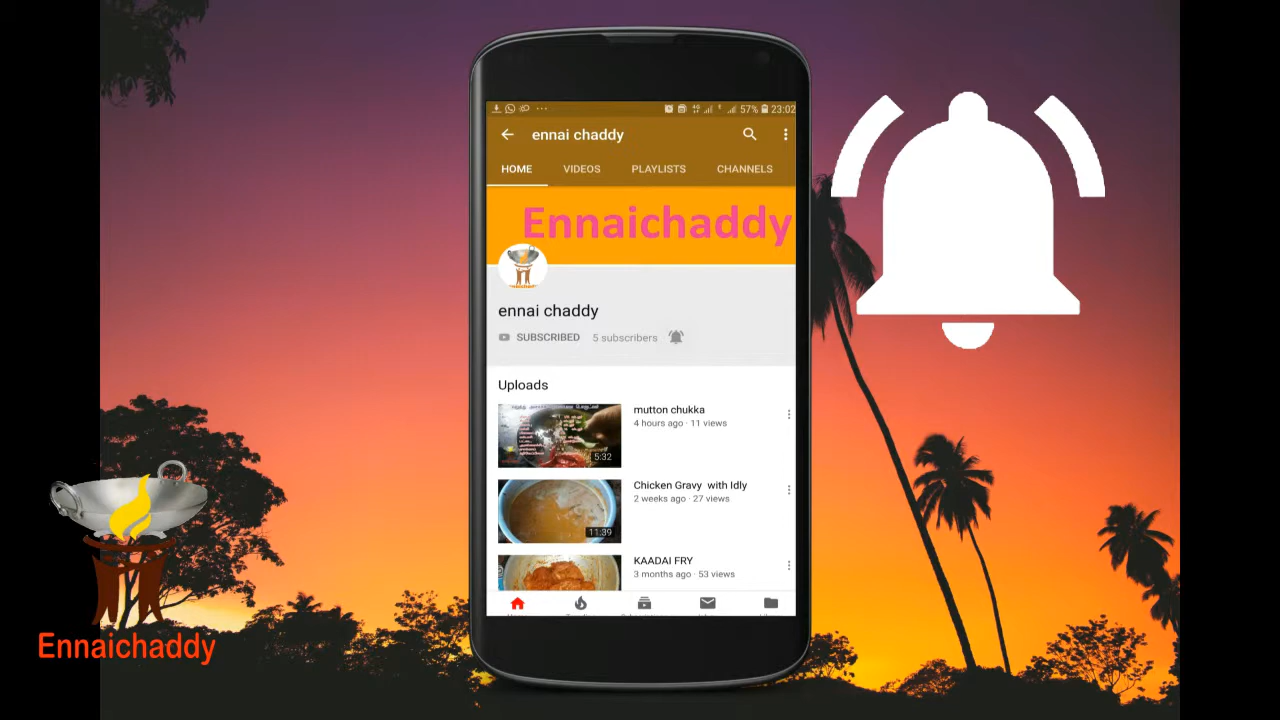 57% 23:02
ennai chaddy
HOME VIDEOS PLAYLISTS CHANNELS
Ennaichaddy
ennai chaddy
SUBSCRIBED 5 subscribers
Uploads
mutton chukka
4 hours ago · 11 views
5:32
Chicken Gravy with Idly
2 weeks ago · 27 views
11:39
KAADAI FRY
3 months ago · 53 views
Ennaichaddy